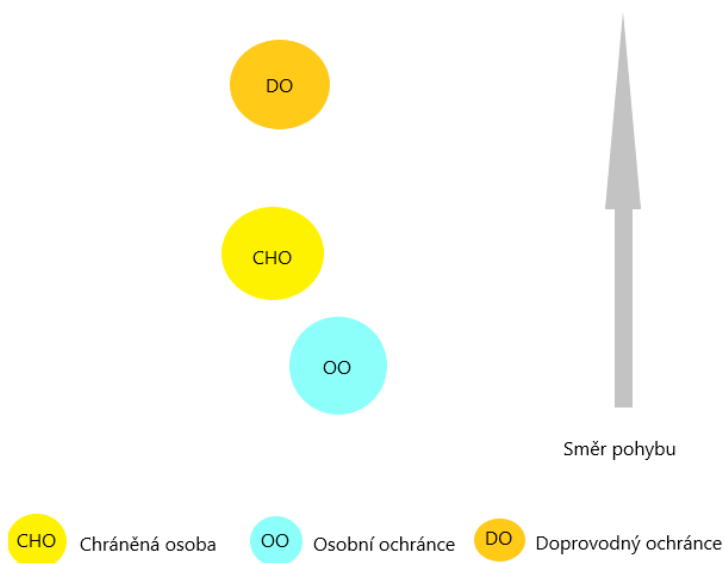 DO
CHO
OO
Směr pohybu
CHO Chráněná osoba OO Osobní ochránce DO Doprovodný ochránce